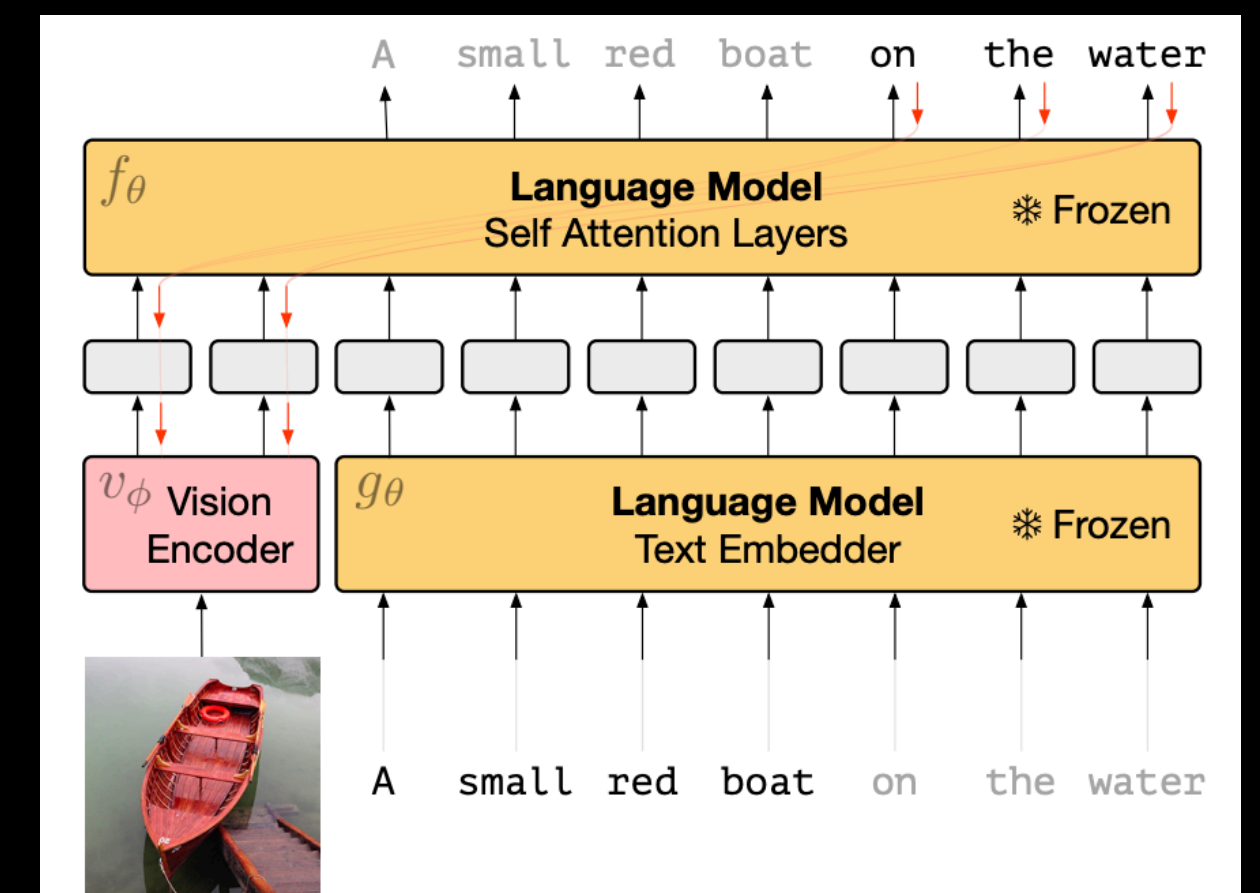 A small red boat on the water
fθ
Language Model
Self Attention Layers
❄ Frozen
vϕ Vision
Encoder
gθ
Language Model
Text Embedder
❄ Frozen
A small red boat on the water